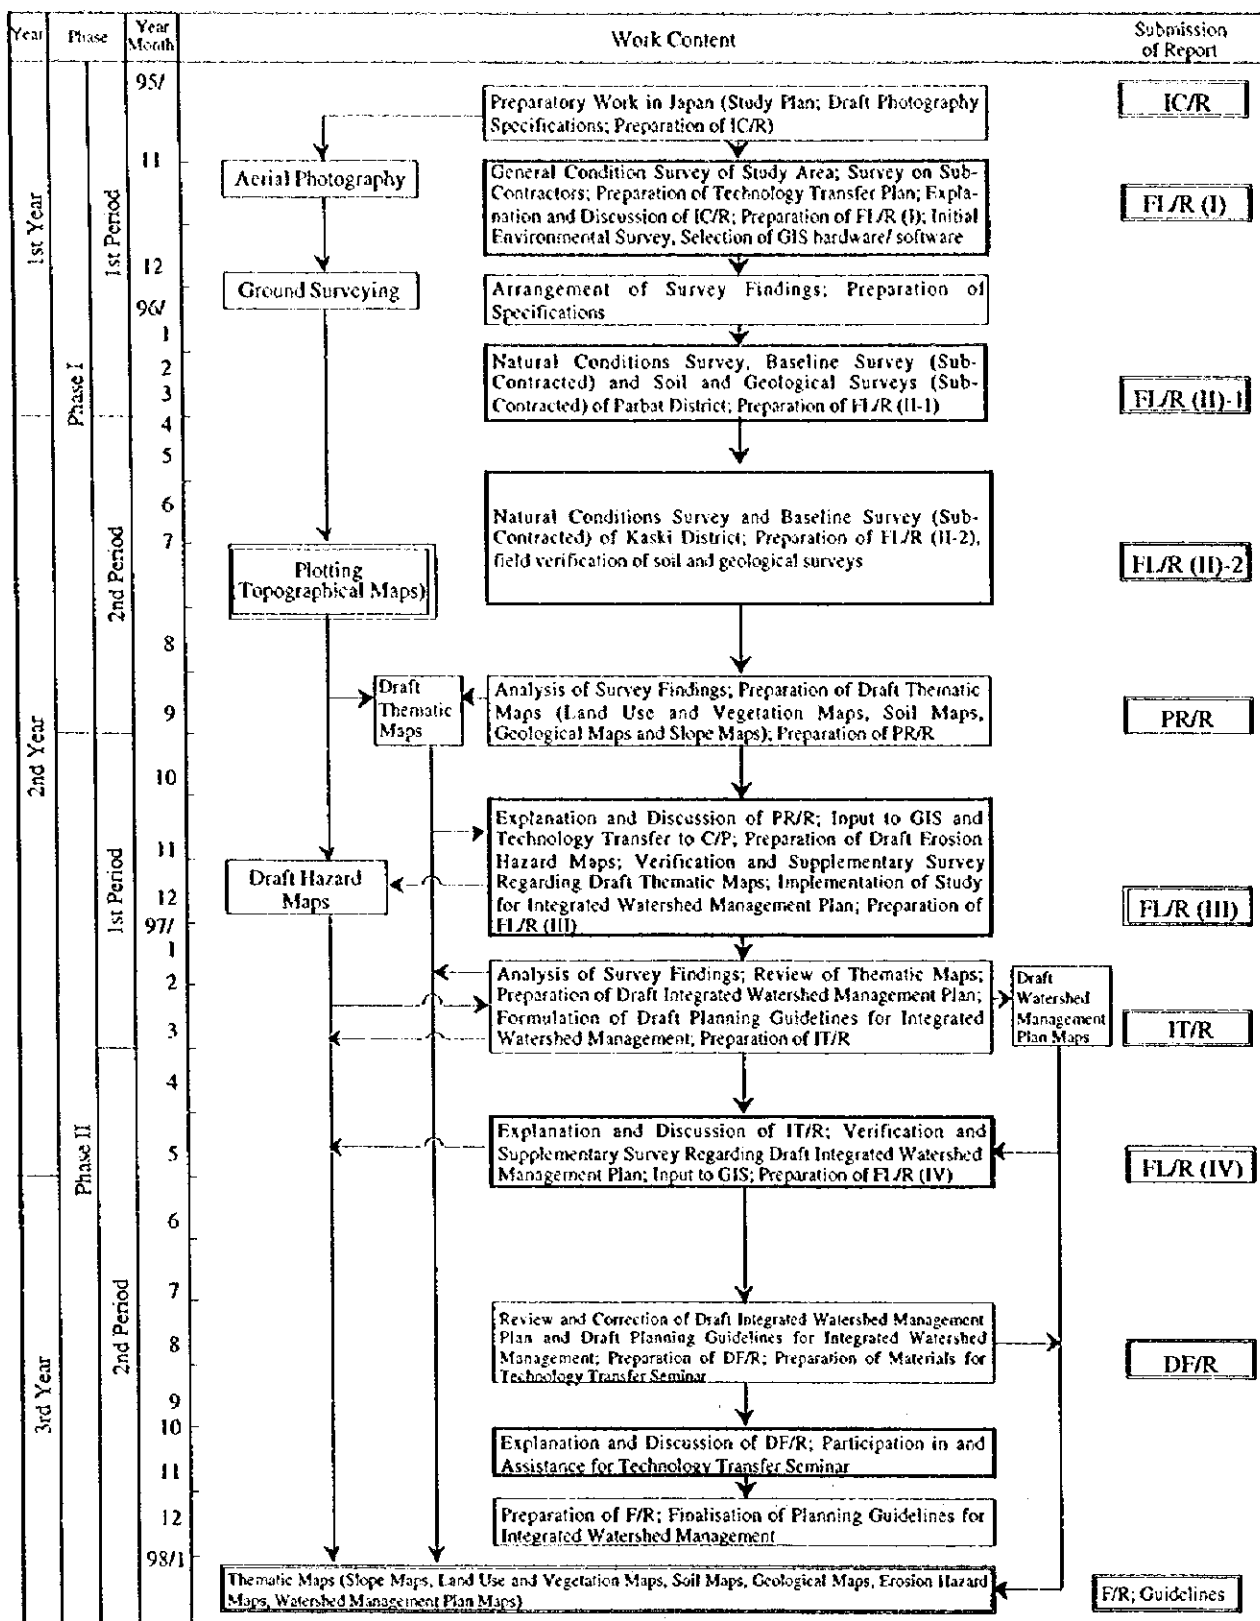 Year
Phase
Year
Month
Work Content
Submission
of Report
95/
Preparatory Work in Japan (Study Plan; Draft Photography
Specifications; Preparation of IC/R)
IC/R
11
Aerial Photography
General Condition Survey of Study Area; Survey on Sub-
Contractors; Preparation of Technology Transfer Plan; Expla-
nation and Discussion of IC/R; Preparation of FL/R (I); Initial
Environmental Survey, Selection of GIS hardware/ software
FL/R (I)
1st Year
1st Period
12
Ground Surveying
Arrangement of Survey Findings; Preparation of
Specifications
96/
1
2
3
Natural Conditions Survey, Baseline Survey (Sub-
Contracted) and Soil and Geological Surveys (Sub-
Contracted) of Parbat District; Preparation of FL/R (II-1)
FL/R (II)-1
Phase I
4
5
6
7
Natural Conditions Survey and Baseline Survey (Sub-
Contracted) of Kaski District; Preparation of FL/R (II-2),
field verification of soil and geological surveys
FL/R (II)-2
Plotting
(Topographical Maps)
2nd Period
8
9
Draft
Thematic
Maps
Analysis of Survey Findings; Preparation of Draft Thematic
Maps (Land Use and Vegetation Maps, Soil Maps,
Geological Maps and Slope Maps); Preparation of PR/R
PR/R
2nd Year
10
11
12
97/
Explanation and Discussion of PR/R; Input to GIS and
Technology Transfer to C/P; Preparation of Draft Erosion
Hazard Maps; Verification and Supplementary Survey
Regarding Draft Thematic Maps; Implementation of Study
for Integrated Watershed Management Plan; Preparation of
FL/R (III)
Draft Hazard
Maps
FL/R (III)
1st Period
1
2
3
Analysis of Survey Findings; Review of Thematic Maps;
Preparation of Draft Integrated Watershed Management Plan;
Formulation of Draft Planning Guidelines for Integrated
Watershed Management; Preparation of IT/R
Draft
Watershed
Management
Plan Maps
IT/R
4
5
Phase II
Explanation and Discussion of IT/R; Verification and
Supplementary Survey Regarding Draft Integrated Watershed
Management Plan; Input to GIS; Preparation of FL/R (IV)
FL/R (IV)
6
7
8
2nd Period
Review and Correction of Draft Integrated Watershed Management
Plan and Draft Planning Guidelines for Integrated Watershed
Management; Preparation of DF/R; Preparation of Materials for
Technology Transfer Seminar
DF/R
3rd Year
9
10
11
Explanation and Discussion of DF/R; Participation in and
Assistance for Technology Transfer Seminar
12
Preparation of F/R; Finalisation of Planning Guidelines for
Integrated Watershed Management
98/1
Thematic Maps (Slope Maps, Land Use and Vegetation Maps, Soil Maps, Geological Maps, Erosion Hazard
Maps, Watershed Management Plan Maps)
F/R; Guidelines